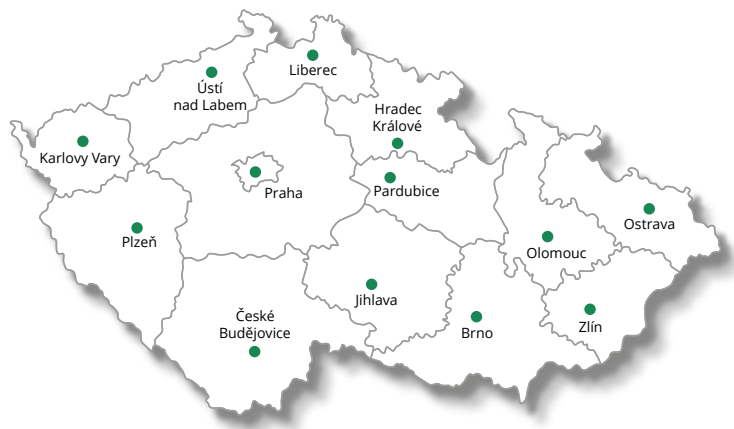 Liberec
Ústí
nad Labem
Hradec
Králové
Karlovy Vary
Praha
Pardubice
Ostrava
Plzeň
Olomouc
Jihlava
České
Budějovice
Brno
Zlín